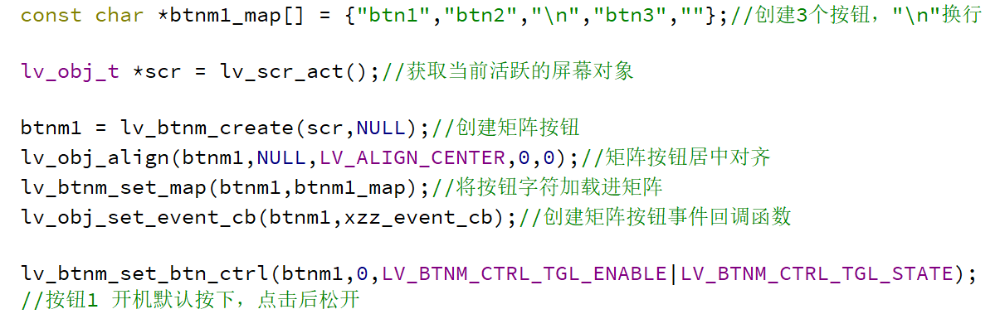 const char *btnm1_map[] = {"btn1","btn2","\n","btn3",""};//创建3个按钮，"\n"换行
lv_obj_t *scr = lv_scr_act();//获取当前活跃的屏幕对象
btnm1 = lv_btnm_create(scr,NULL);//创建矩阵按钮
lv_obj_align(btnm1,NULL,LV_ALIGN_CENTER,0,0);//矩阵按钮居中对齐
lv_btnm_set_map(btnm1,btnm1_map);//将按钮字符加载进矩阵
lv_obj_set_event_cb(btnm1,xzz_event_cb);//创建矩阵按钮事件回调函数
lv_btnm_set_btn_ctrl(btnm1,0,LV_BTNM_CTRL_TGL_ENABLE|LV_BTNM_CTRL_TGL_STATE);
//按钮1 开机默认按下，点击后松开